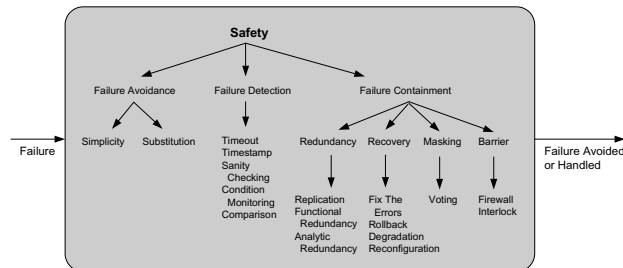 Safety
Failure Avoidance
Failure Detection
Failure Containment
Simplicity
Substitution
Timeout
Timestamp
Sanity
Checking
Condition
Monitoring
Comparison
Redundancy
Recovery
Masking
Barrier
Replication
Functional
Redundancy
Analytic
Redundancy
Fix The
Errors
Rollback
Degradation
Reconfiguration
Voting
Firewall
Interlock
Failure
Failure Avoided
or Handled